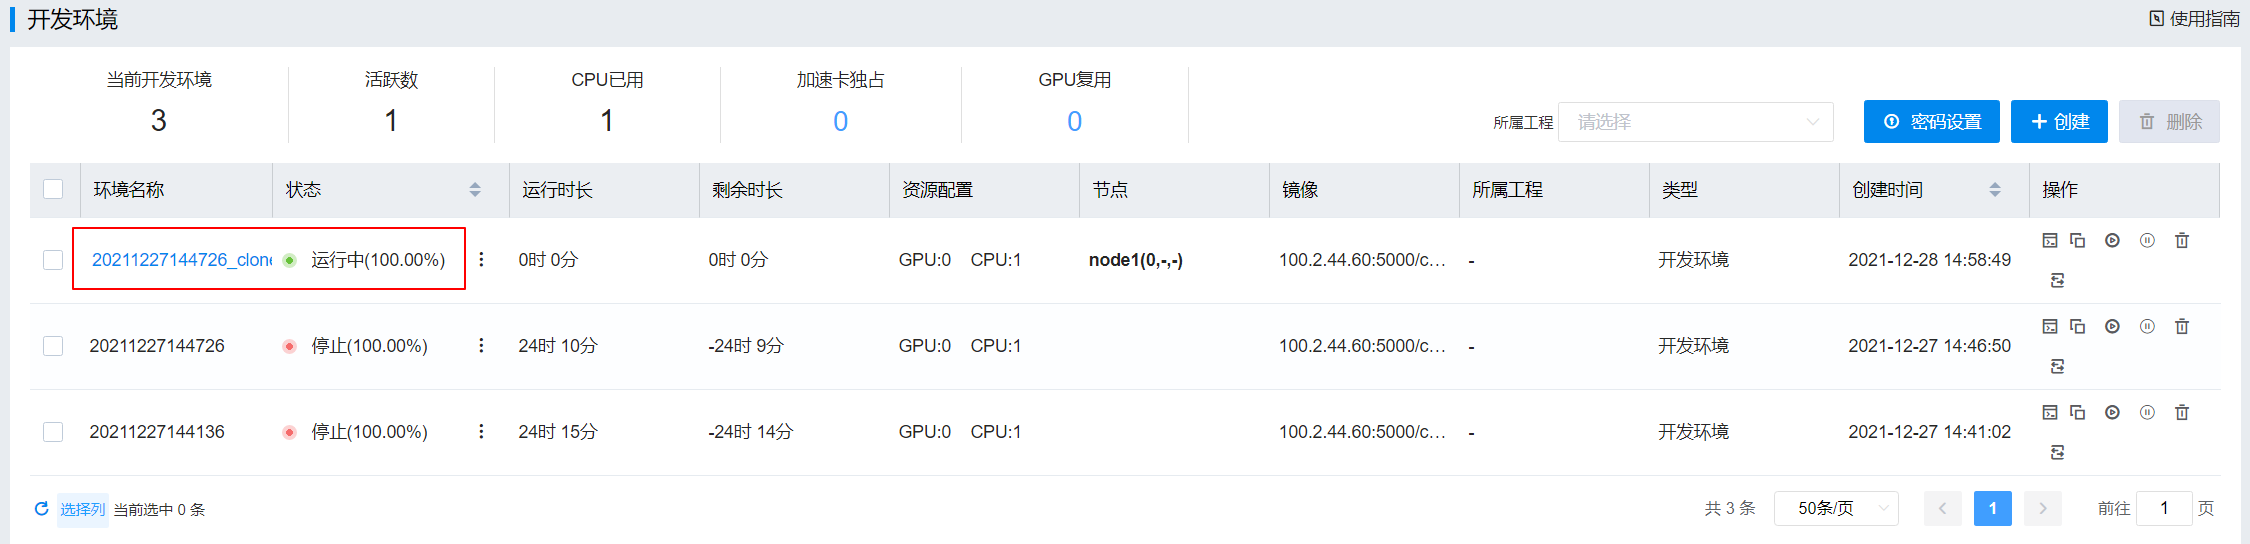 开发环境
使用指南
当前开发环境 活跃数 CPU已用 加速卡独占 GPU复用
3 1 1 0 0
所属工程 请选择 密码设置 创建 删除
环境名称 状态 运行时长 剩余时长 资源配置 节点 镜像 所属工程 类型 创建时间 操作
20211227144726_clone 运行中(100.00%) 0时 0分 0时 0分 GPU:0 CPU:1 node1(0,-,-) 100.2.44.60:5000/c... - 开发环境 2021-12-28 14:58:49
20211227144726 停止(100.00%) 24时 10分 -24时 9分 GPU:0 CPU:1 100.2.44.60:5000/c... - 开发环境 2021-12-27 14:46:50
20211227144136 停止(100.00%) 24时 15分 -24时 14分 GPU:0 CPU:1 100.2.44.60:5000/c... - 开发环境 2021-12-27 14:41:02
选择列 当前选中 0 条 共 3 条 50条/页 1 前往 1 页